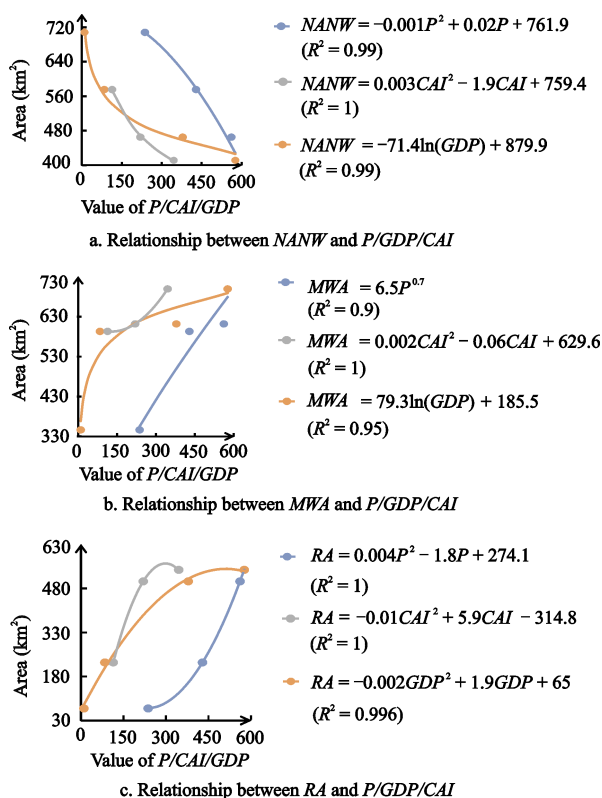 720
640
560
480
400
0 150 300 450 600
Area (km²)
Value of P/CAI/GDP
NANW = −0.001P² + 0.02P + 761.9
(R² = 0.99)
NANW = 0.003CAI² − 1.9CAI + 759.4
(R² = 1)
NANW = −71.4ln(GDP) + 879.9
(R² = 0.99)
a. Relationship between NANW and P/GDP/CAI
730
630
530
430
330
0 150 300 450 600
Area (km²)
Value of P/CAI/GDP
MWA = 6.5P⁰·⁷
(R² = 0.9)
MWA = 0.002CAI² − 0.06CAI + 629.6
(R² = 1)
MWA = 79.3ln(GDP) + 185.5
(R² = 0.95)
b. Relationship between MWA and P/GDP/CAI
630
480
330
180
30
0 150 300 450 600
Area (km²)
Value of P/CAI/GDP
RA = 0.004P² − 1.8P + 274.1
(R² = 1)
RA = −0.01CAI² + 5.9CAI − 314.8
(R² = 1)
RA = −0.002GDP² + 1.9GDP + 65
(R² = 0.996)
c. Relationship between RA and P/GDP/CAI